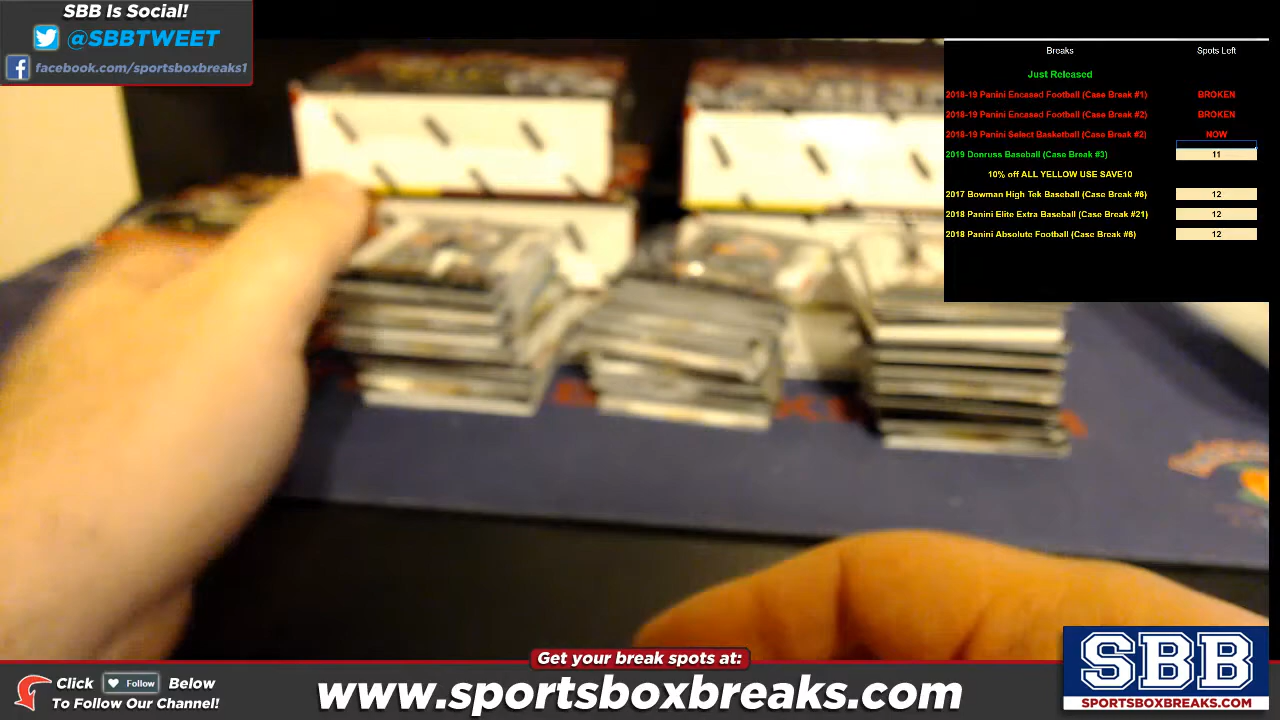 SBB Is Social!
@SBBTWEET
facebook.com/sportsboxbreaks1
Breaks Spots Left
Just Released
2018-19 Panini Encased Football (Case Break #1) BROKEN
2018-19 Panini Encased Football (Case Break #2) BROKEN
2018-19 Panini Select Basketball (Case Break #2) NOW
2019 Donruss Baseball (Case Break #3) 11
10% off ALL YELLOW USE SAVE10
2017 Bowman High Tek Baseball (Case Break #6) 12
2018 Panini Elite Extra Baseball (Case Break #21) 12
2018 Panini Absolute Football (Case Break #6) 12
Get your break spots at:
Click Follow Below
To Follow Our Channel!
www.sportsboxbreaks.com
SBB
SPORTSBOXBREAKS.COM